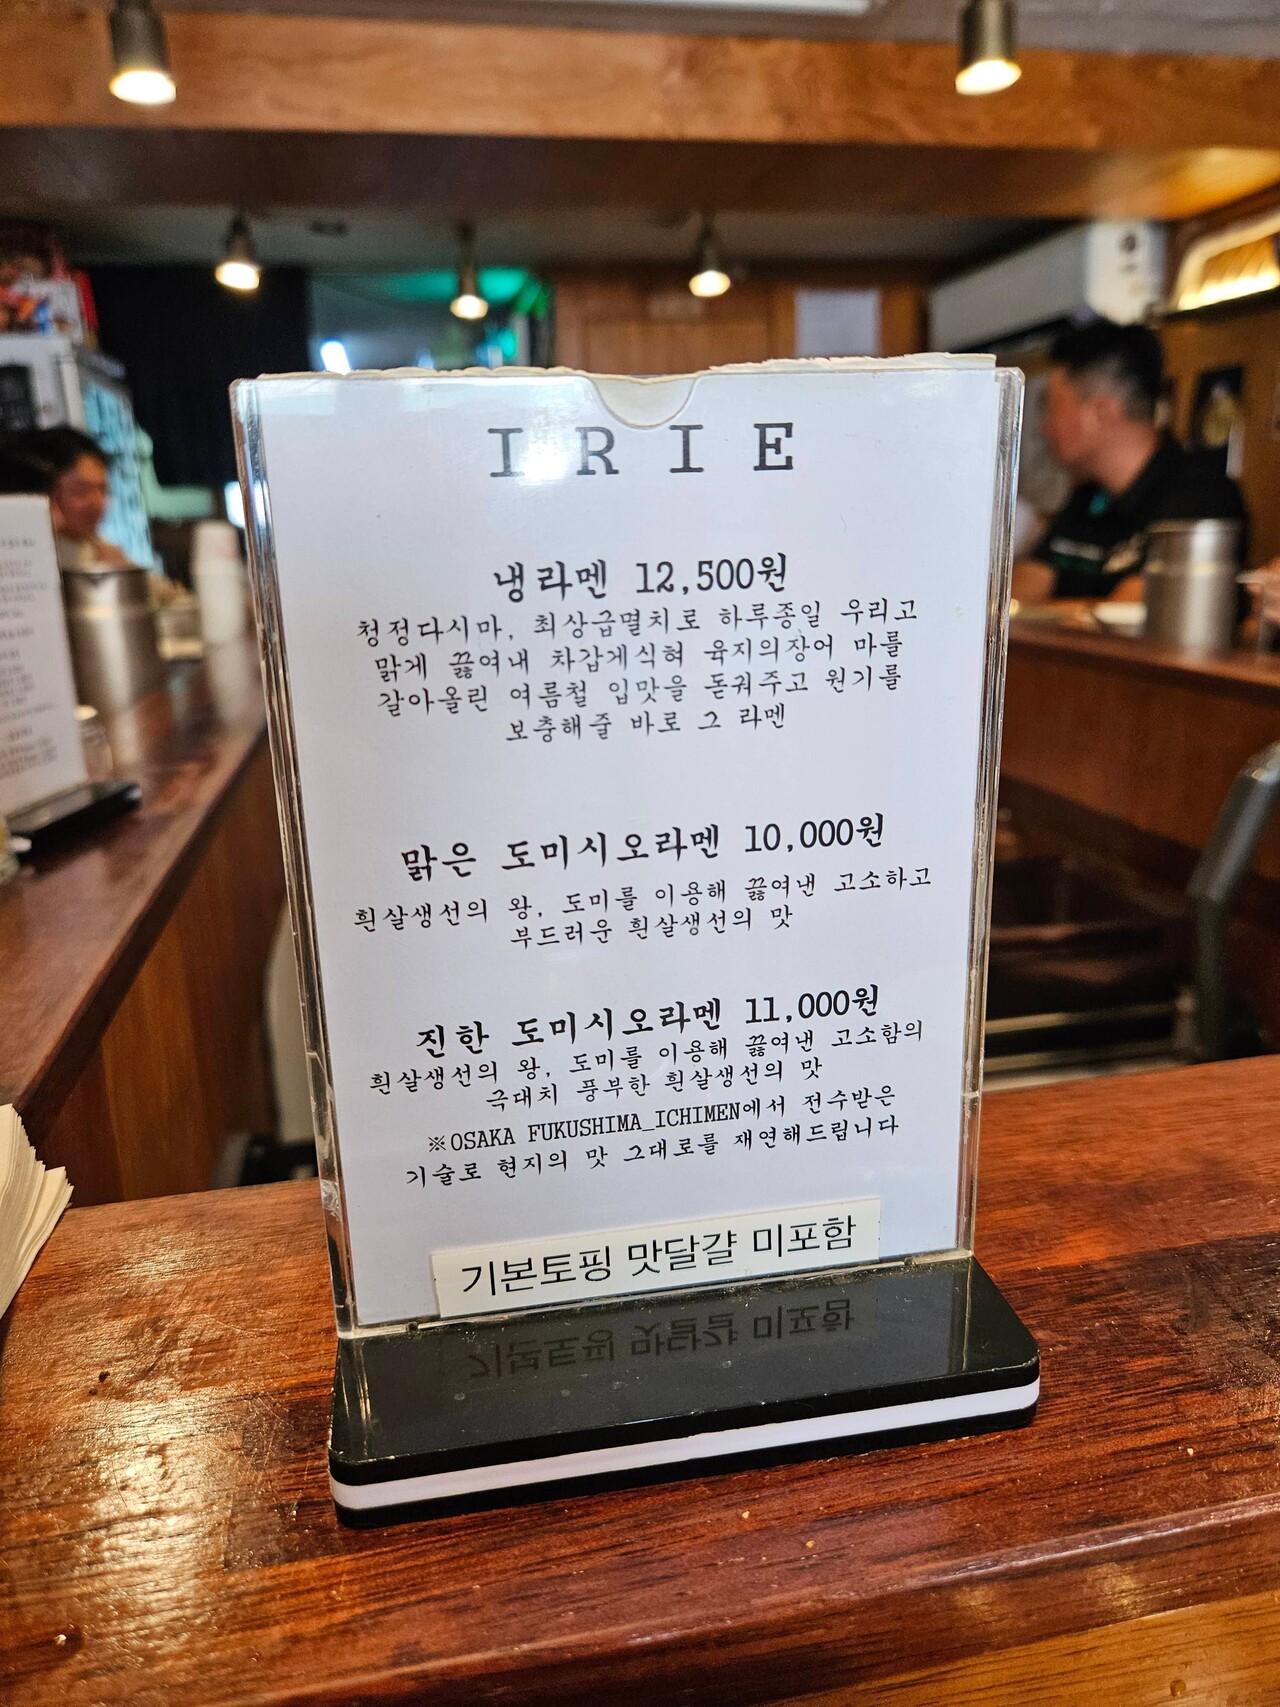 IRIE
냉라멘 12,500원
청정다시마, 최상급멸치로 하루종일 우리고
맑게 끓여내 차갑게식혀 육지의장어 마를
갈아올린 여름철 입맛을 돋궈주고 원기를
보충해줄 바로 그 라멘
맑은 도미시오라멘 10,000원
흰살생선의 왕, 도미를 이용해 끓여낸 고소하고
부드러운 흰살생선의 맛
진한 도미시오라멘 11,000원
흰살생선의 왕, 도미를 이용해 끓여낸 고소함의
극대치 풍부한 흰살생선의 맛
※OSAKA FUKUSHIMA_ICHIMEN에서 전수받은
기술로 현지의 맛 그대로를 재연해드립니다
기본토핑 맛달걀 미포함